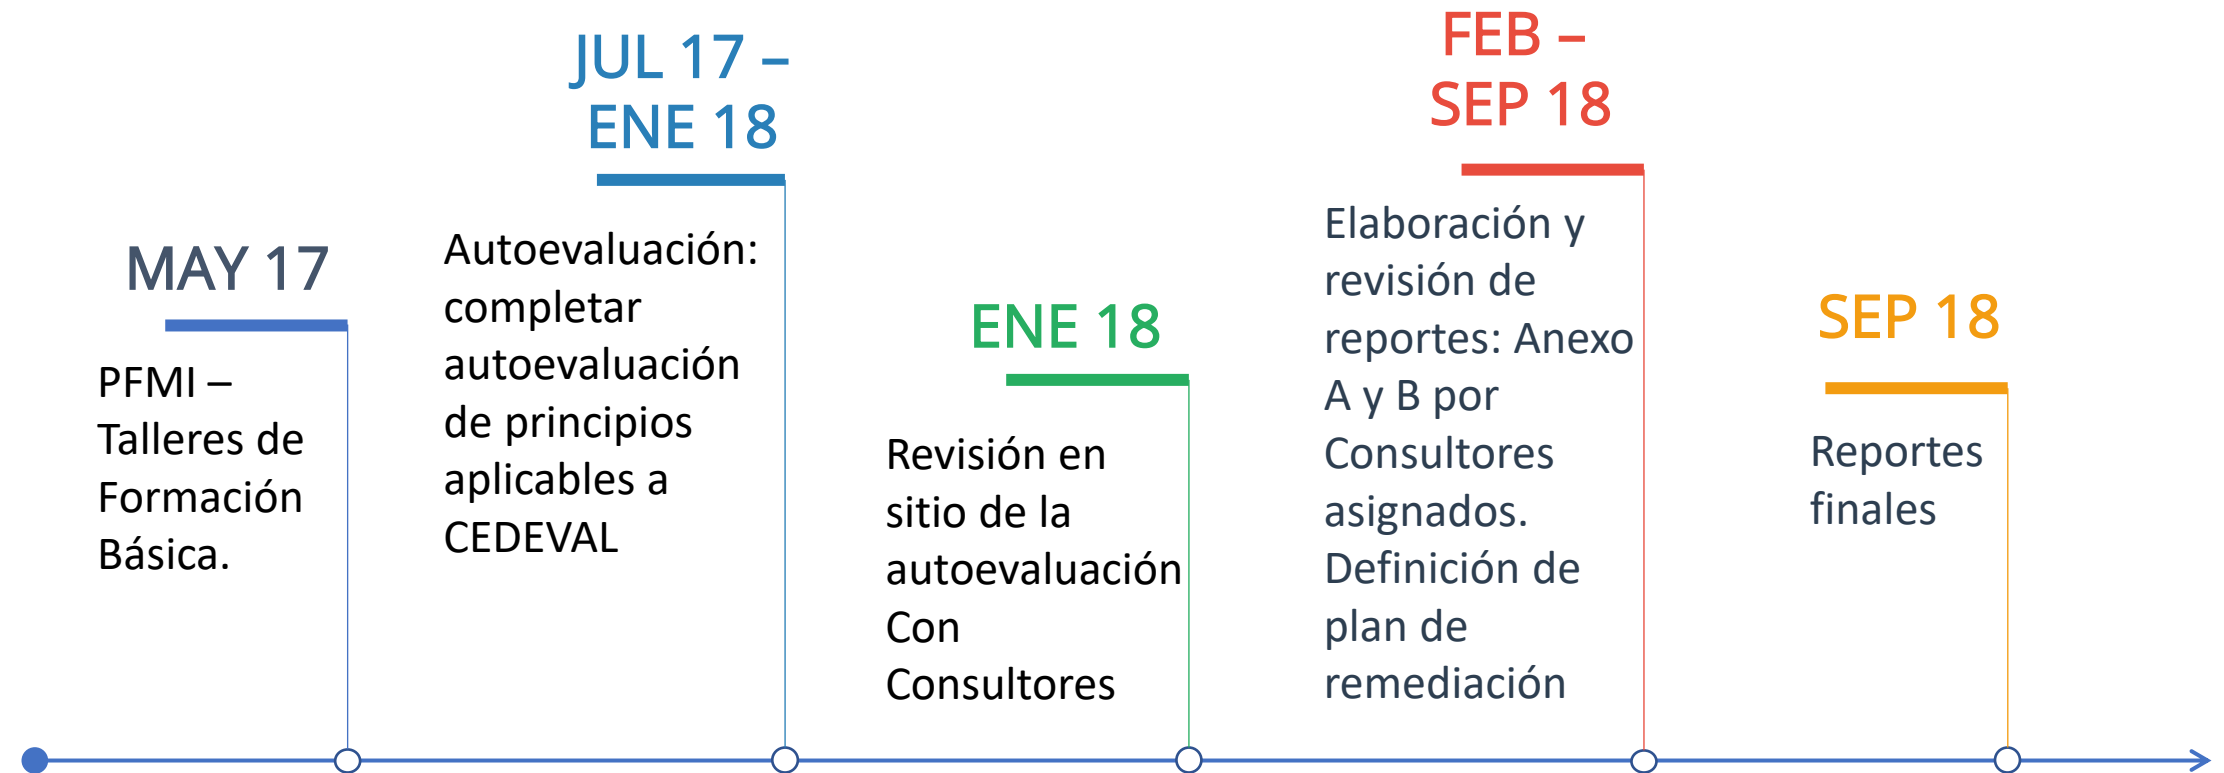 MAY 17
PFMI –
Talleres de
Formación
Básica.
JUL 17 –
ENE 18
Autoevaluación:
completar
autoevaluación
de principios
aplicables a
CEDEVAL
ENE 18
Revisión en
sitio de la
autoevaluación
Con
Consultores
FEB –
SEP 18
Elaboración y
revisión de
reportes: Anexo
A y B por
Consultores
asignados.
Definición de
plan de
remediación
SEP 18
Reportes
finales